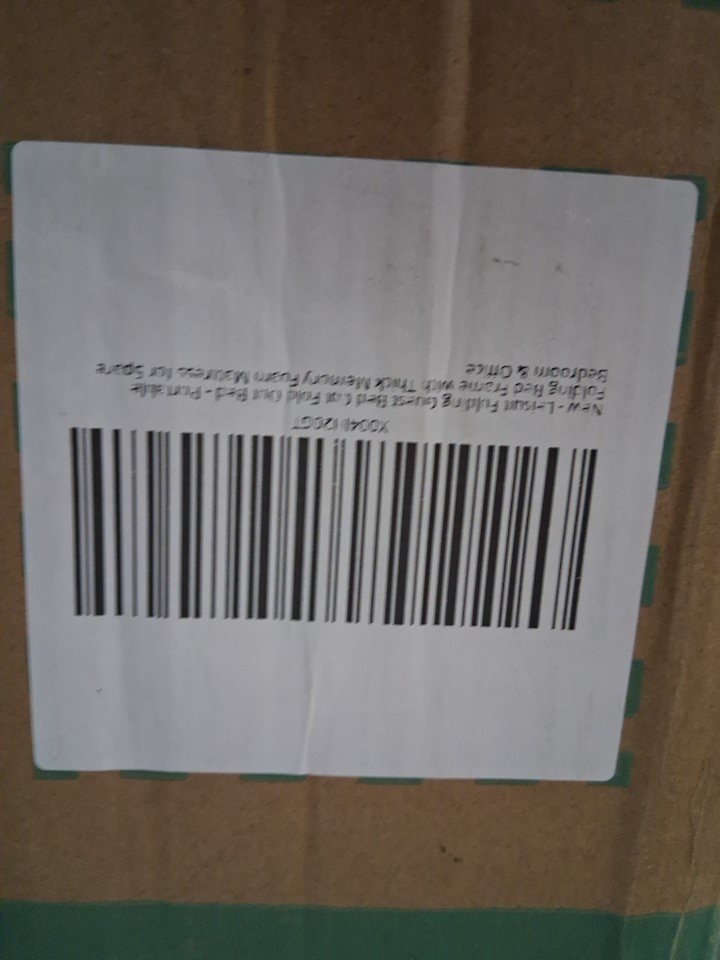 New - Leisuit Folding Guest Bed Cot Fold Out Bed - Portable
Folding Bed Frame with Thick Memory Foam Mattress for Spare
Bedroom & Office